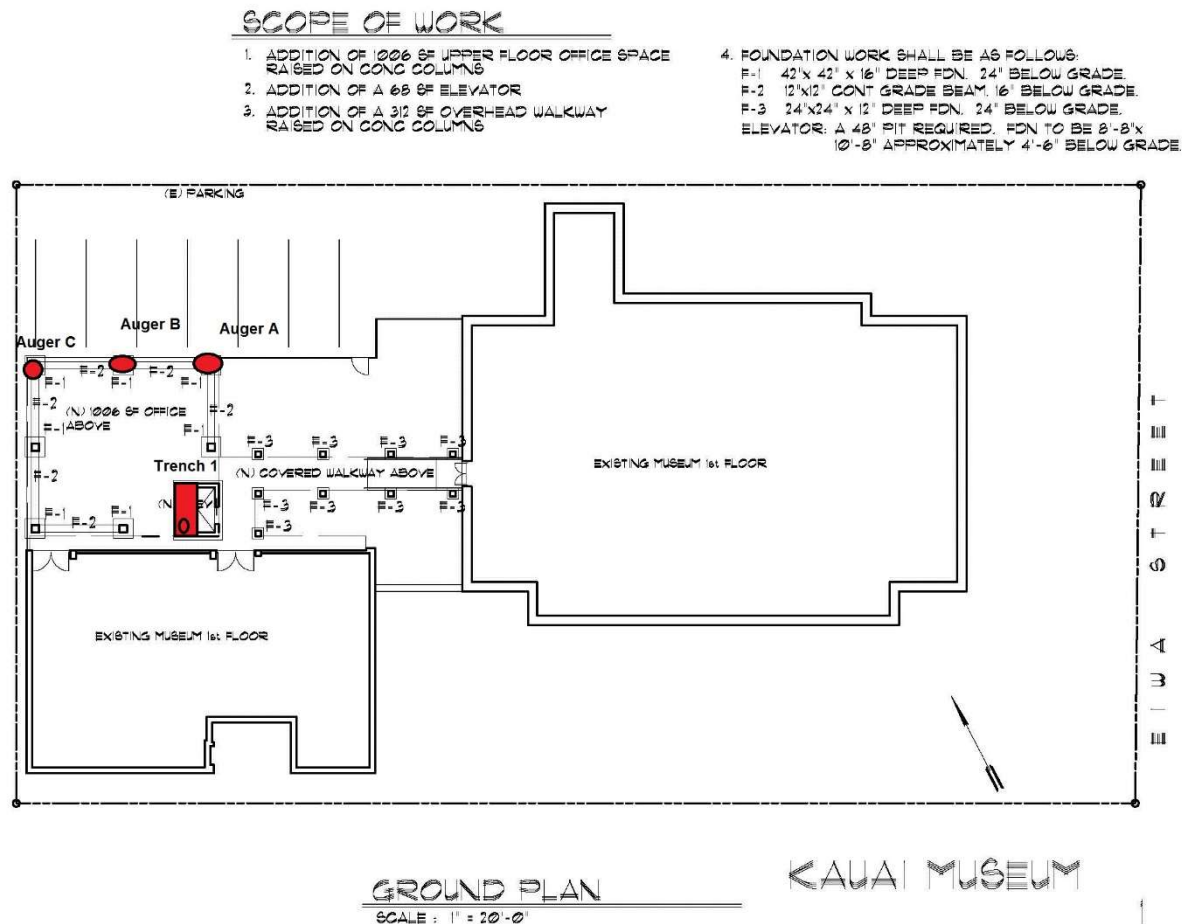 SCOPE OF WORK
1. ADDITION OF 1006 SF UPPER FLOOR OFFICE SPACE
RAISED ON CONC COLUMNS
2. ADDITION OF A 68 SF ELEVATOR
3. ADDITION OF A 312 SF OVERHEAD WALKWAY
RAISED ON CONC COLUMNS
4. FOUNDATION WORK SHALL BE AS FOLLOWS:
F-1 42"x 42" x 16" DEEP FDN. 24" BELOW GRADE.
F-2 12"x12" CONT GRADE BEAM, 16" BELOW GRADE.
F-3 24"x24" x 12" DEEP FDN. 24" BELOW GRADE.
ELEVATOR: A 48" PIT REQUIRED. FDN TO BE 8'-8"x
10'-8" APPROXIMATELY 4'-6" BELOW GRADE.
(E) PARKING
Auger C
Auger B
Auger A
F-1
F-2
F-1
F-2
F-1
F-2
(N) 1006 SF OFFICE
ABOVE
F-2
F-1
F-1
F-3
F-3
F-3
F-3
Trench 1
(N) COVERED WALKWAY ABOVE
EXISTING MUSEUM 1st FLOOR
F-2
(N
F-3
F-3
F-3
F-3
F-1
F-2
F-1
F-3
EXISTING MUSEUM 1st FLOOR
EIWA STREET
GROUND PLAN
SCALE : 1" = 20'-0"
KAUAI MUSEUM